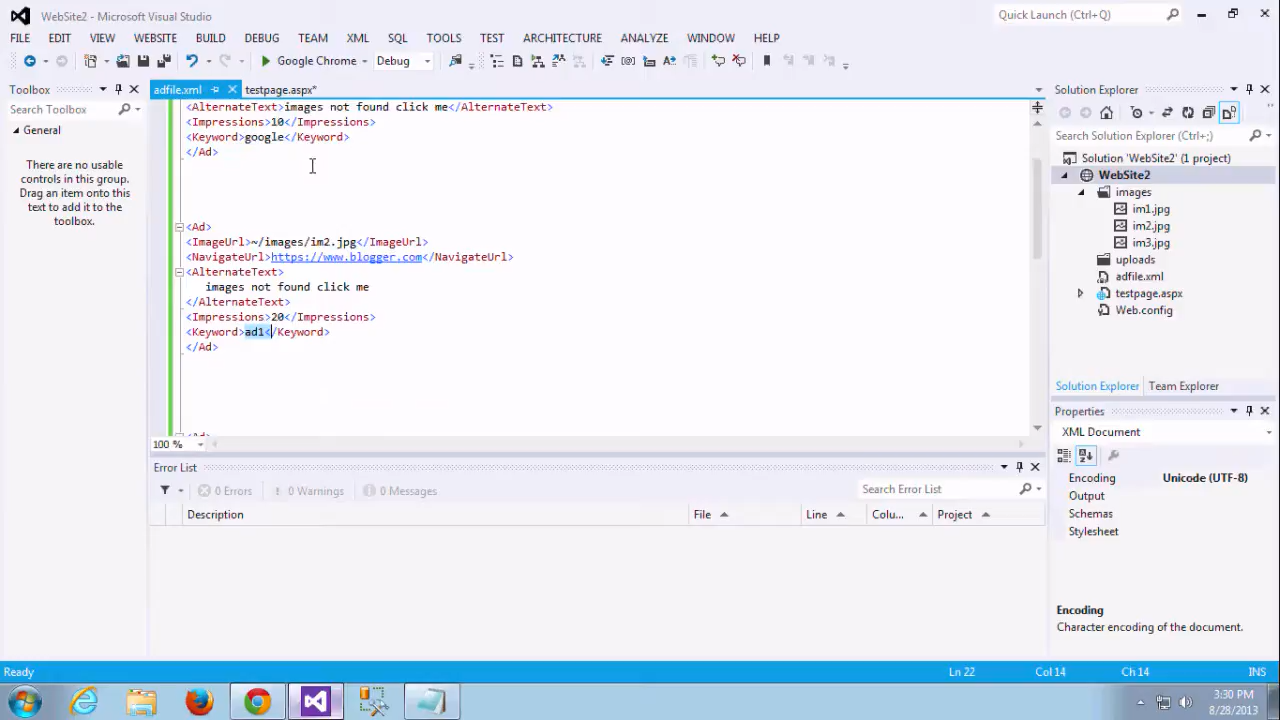 WebSite2 - Microsoft Visual Studio
Quick Launch (Ctrl+Q)
FILE EDIT VIEW WEBSITE BUILD DEBUG TEAM XML SQL TOOLS TEST ARCHITECTURE ANALYZE WINDOW HELP
Google Chrome Debug
Toolbox
Search Toolbox
General
There are no usable
controls in this group.
Drag an item onto this
text to add it to the
toolbox.
adfile.xml testpage.aspx*
<AlternateText>images not found click me</AlternateText>
<Impressions>10</Impressions>
<Keyword>google</Keyword>
</Ad>
<Ad>
<ImageUrl>~/images/im2.jpg</ImageUrl>
<NavigateUrl>https://www.blogger.com</NavigateUrl>
<AlternateText>
images not found click me
</AlternateText>
<Impressions>20</Impressions>
<Keyword>ad1</Keyword>
</Ad>
<Ad>
100 %
Error List
0 Errors 0 Warnings 0 Messages
Search Error List
Description File Line Colu... Project
Solution Explorer
Search Solution Explorer (Ctrl+;)
Solution 'WebSite2' (1 project)
WebSite2
images
im1.jpg
im2.jpg
im3.jpg
uploads
adfile.xml
testpage.aspx
Web.config
Solution Explorer Team Explorer
Properties
XML Document
Encoding Unicode (UTF-8)
Output
Schemas
Stylesheet
Encoding
Character encoding of the document.
Ready
Ln 22 Col 14 Ch 14 INS
3:30 PM
8/28/2013